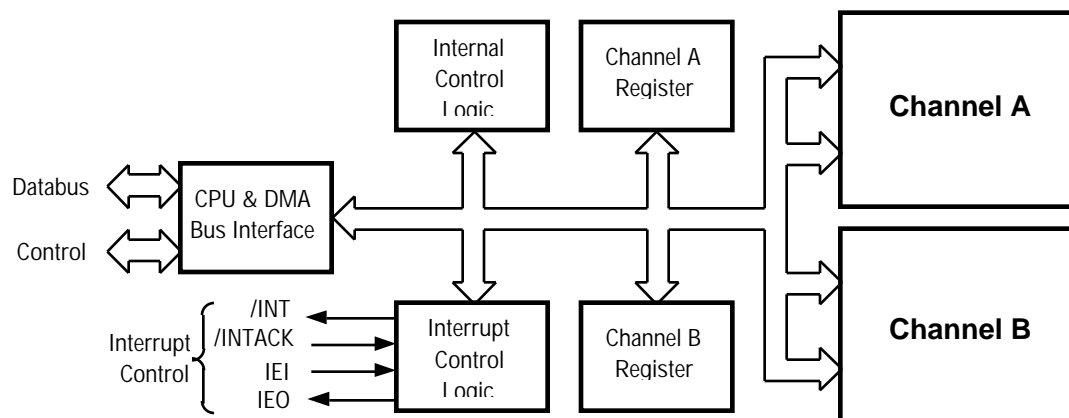 Internal
Control
Logic
Channel A
Register
Channel A
Databus
Control
CPU & DMA
Bus Interface
Interrupt
Control
/INT
/INTACK
IEI
IEO
Interrupt
Control
Logic
Channel B
Register
Channel B